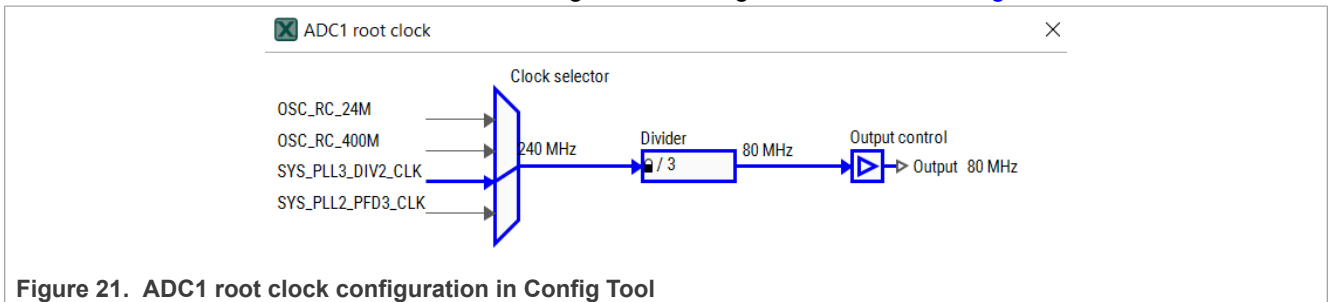 ADC1 root clock
Clock selector
OSC_RC_24M
OSC_RC_400M
SYS_PLL3_DIV2_CLK
SYS_PLL2_PFD3_CLK
240 MHz
Divider
/ 3
80 MHz
Output control
Output 80 MHz
Figure 21. ADC1 root clock configuration in Config Tool